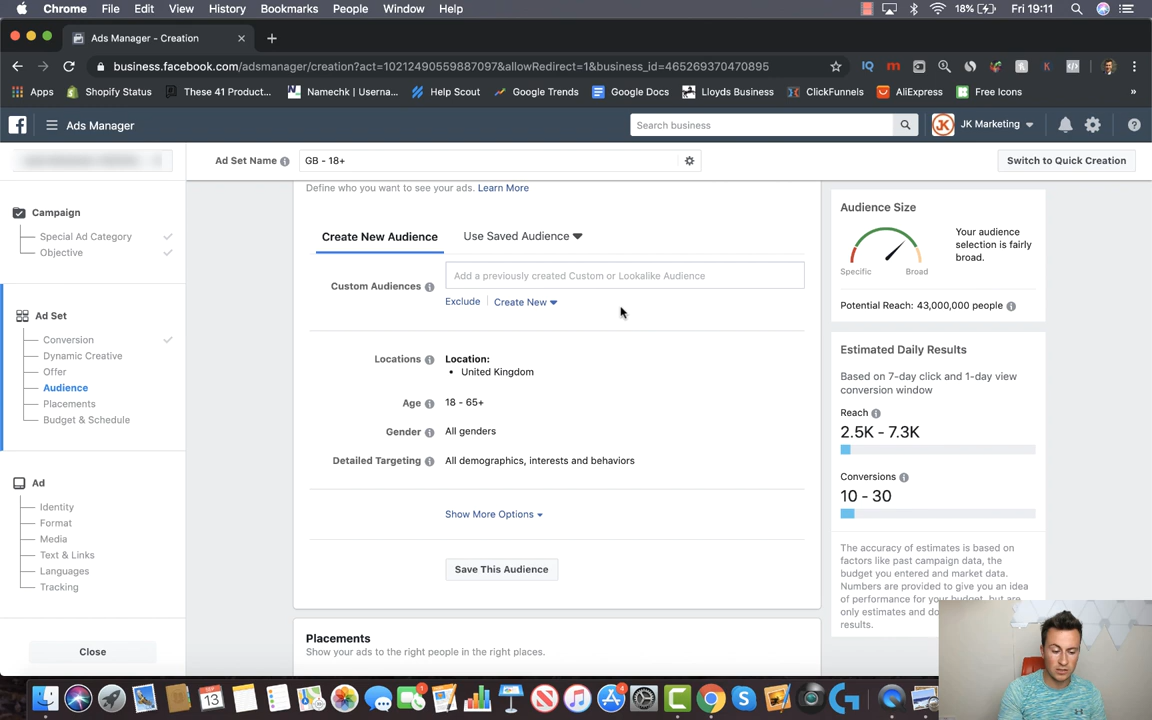 Chrome File Edit View History Bookmarks People Window Help 18% Fri 19:11
Ads Manager - Creation
business.facebook.com/adsmanager/creation?act=10212490559887097&allowRedirect=1&business_id=465269370470895
Apps Shopify Status These 41 Product... Namechk | Userna... Help Scout Google Trends Google Docs Lloyds Business ClickFunnels AliExpress Free Icons »
Ads Manager Search business JK Marketing
Ad Set Name GB - 18+ Switch to Quick Creation
Define who you want to see your ads. Learn More
Campaign
Special Ad Category
Objective
Ad Set
Conversion
Dynamic Creative
Offer
Audience
Placements
Budget & Schedule
Ad
Identity
Format
Media
Text & Links
Languages
Tracking
Close
Create New Audience Use Saved Audience
Custom Audiences Add a previously created Custom or Lookalike Audience
Exclude Create New
Locations Location:
• United Kingdom
Age 18 - 65+
Gender All genders
Detailed Targeting All demographics, interests and behaviors
Show More Options
Save This Audience
Placements
Show your ads to the right people in the right places.
Audience Size
Your audience
selection is fairly
broad.
Specific Broad
Potential Reach: 43,000,000 people
Estimated Daily Results
Based on 7-day click and 1-day view
conversion window
Reach
2.5K - 7.3K
Conversions
10 - 30
The accuracy of estimates is based on
factors like past campaign data, the
budget you entered and market data.
Numbers are provided to give you an idea
of performance for your budget, but are
only estimates and do
results.